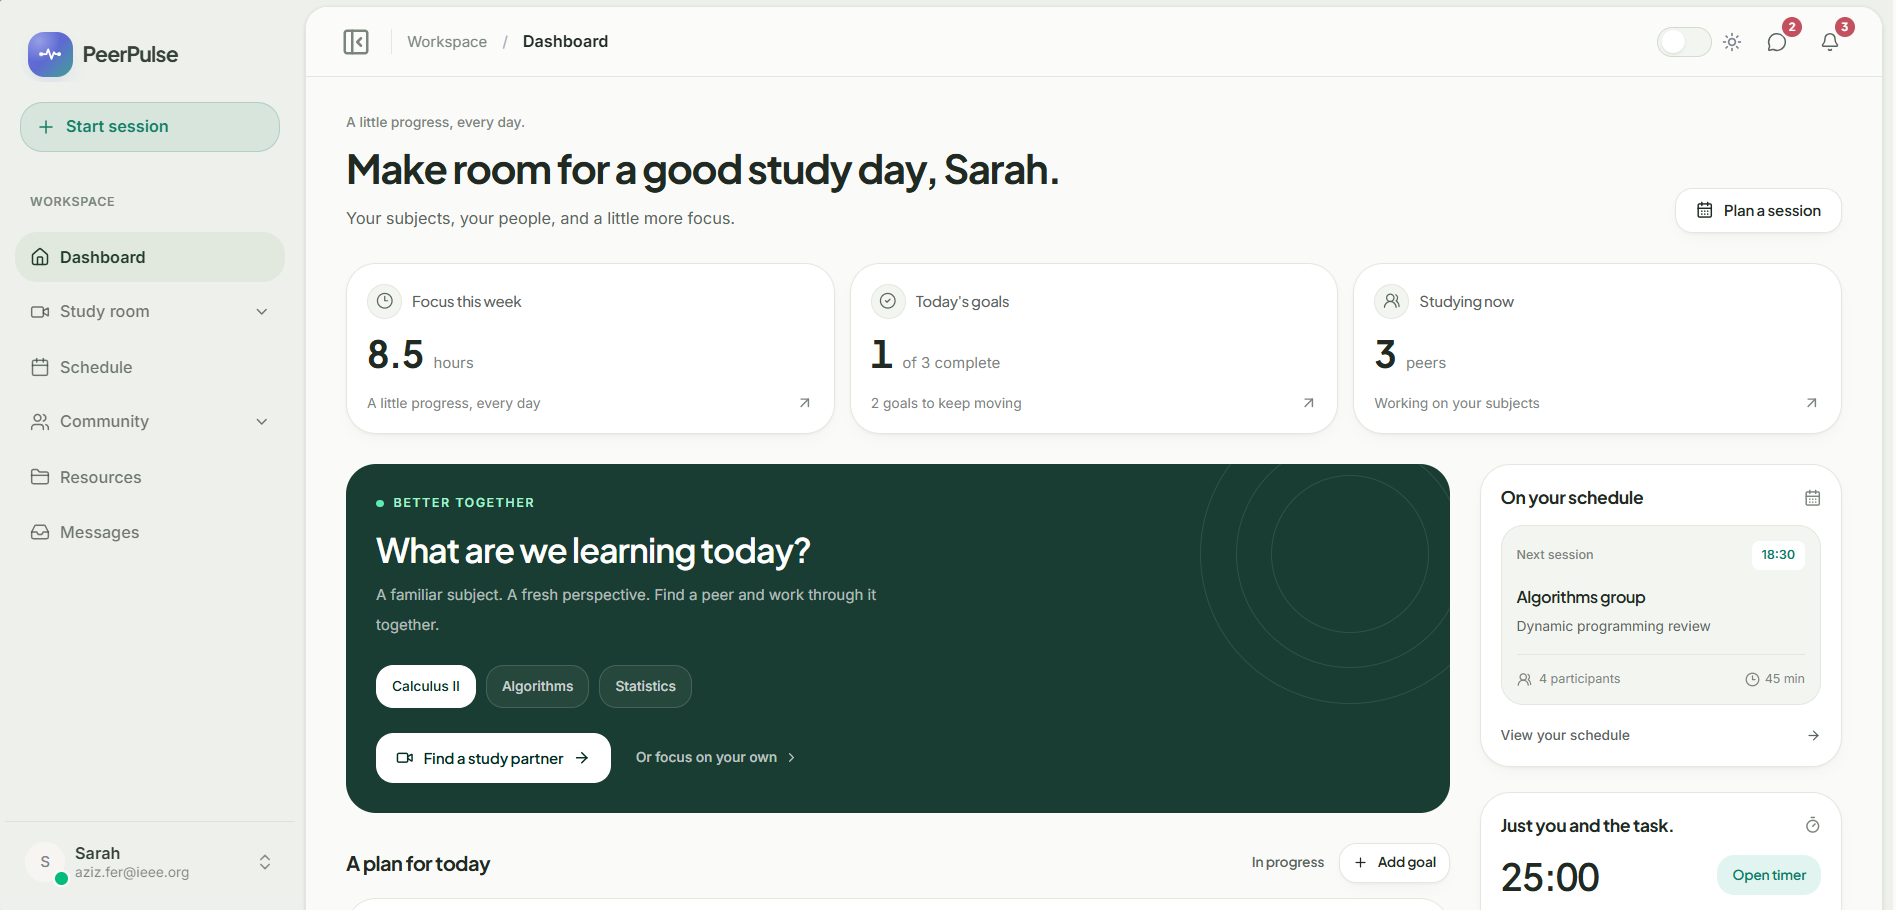 PeerPulse
Start session
WORKSPACE
Dashboard
Study room
Schedule
Community
Resources
Messages
S
Sarah
aziz.fer@ieee.org
Workspace / Dashboard
2
3
A little progress, every day.
Make room for a good study day, Sarah.
Your subjects, your people, and a little more focus.
Plan a session
Focus this week
8.5 hours
A little progress, every day
Today's goals
1 of 3 complete
2 goals to keep moving
Studying now
3 peers
Working on your subjects
BETTER TOGETHER
What are we learning today?
A familiar subject. A fresh perspective. Find a peer and work through it
together.
Calculus II
Algorithms
Statistics
Find a study partner
Or focus on your own
On your schedule
Next session
18:30
Algorithms group
Dynamic programming review
4 participants
45 min
View your schedule
A plan for today
In progress
Add goal
Just you and the task.
25:00
Open timer